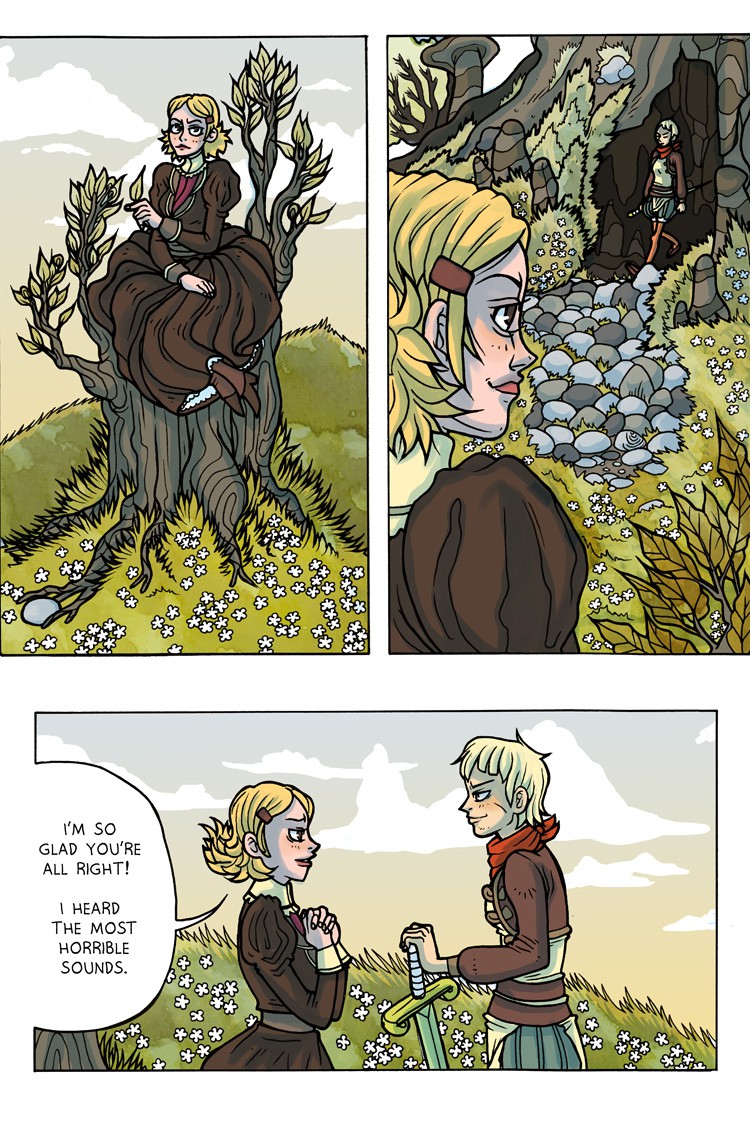 I'M SO
GLAD YOU'RE
ALL RIGHT!
I HEARD
THE MOST
HORRIBLE
SOUNDS.